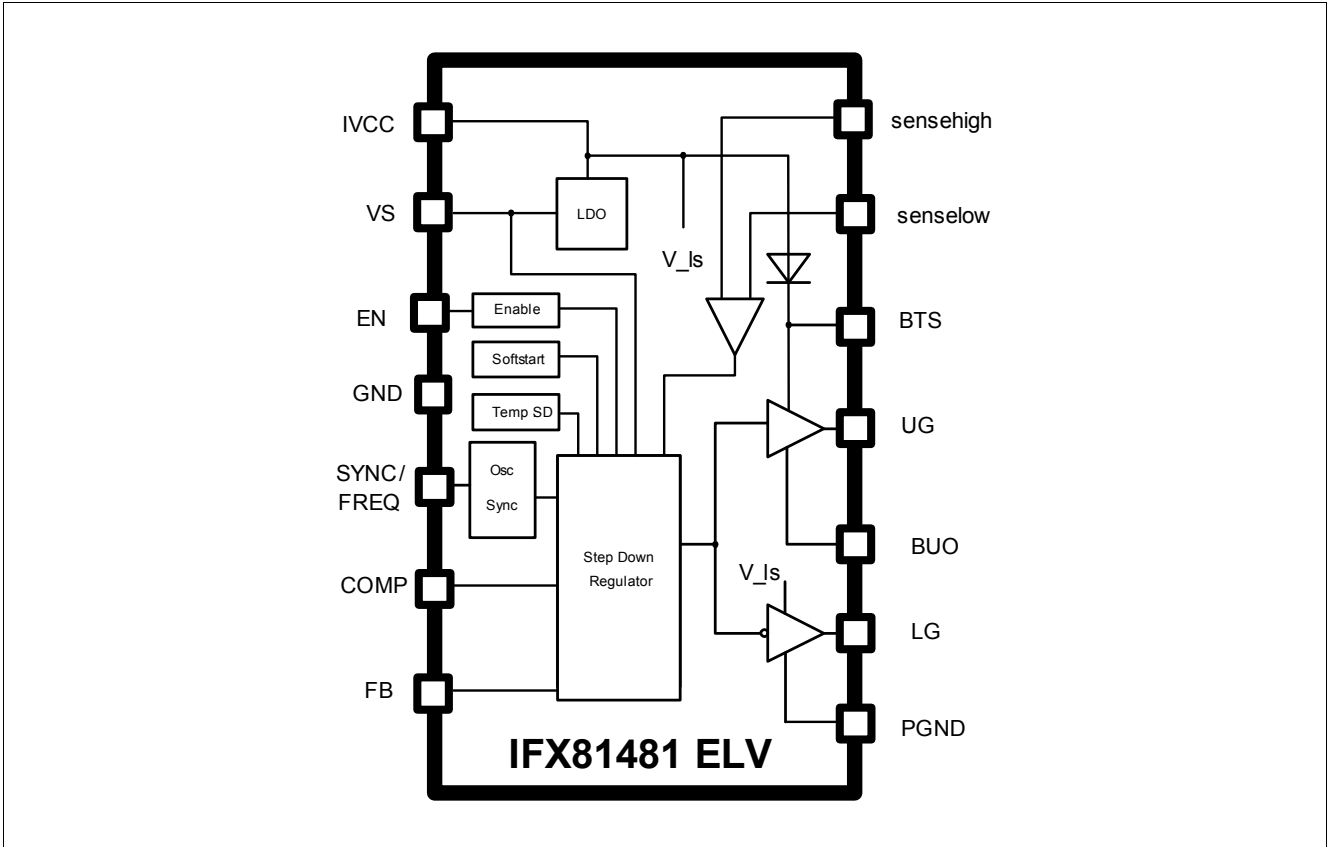 IVCC
VS
EN
GND
SYNC/
FREQ
COMP
FB
LDO
V_ls
Enable
Softstart
Temp SD
Osc
Sync
Step Down
Regulator
V_ls
sensehigh
senselow
BTS
UG
BUO
LG
PGND
IFX81481 ELV